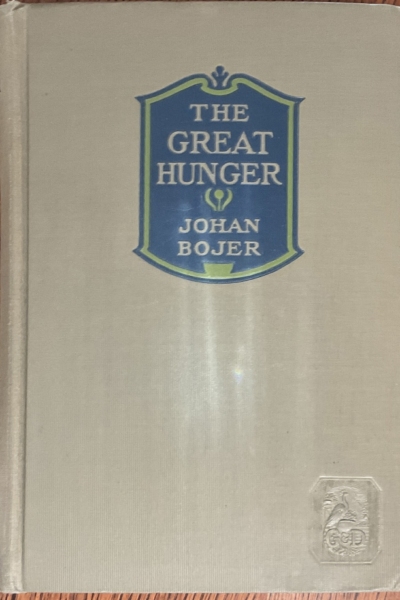 THE
GREAT
HUNGER
JOHAN
BOJER
G&D